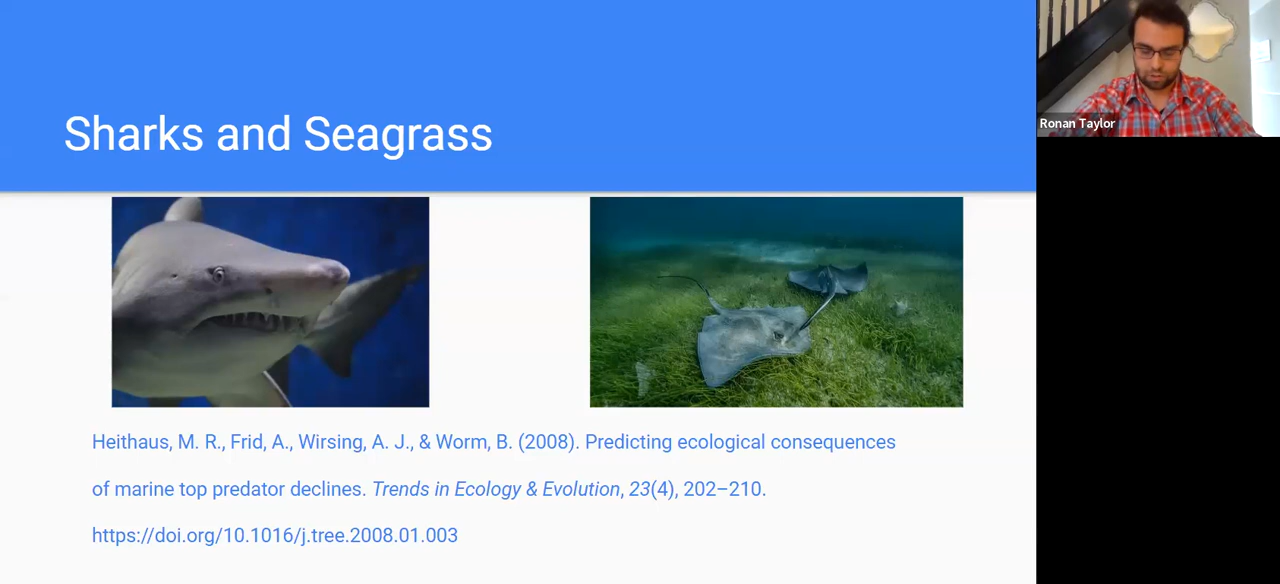 Sharks and Seagrass
Ronan Taylor
Heithaus, M. R., Frid, A., Wirsing, A. J., & Worm, B. (2008). Predicting ecological consequences
of marine top predator declines. Trends in Ecology & Evolution, 23(4), 202–210.
https://doi.org/10.1016/j.tree.2008.01.003